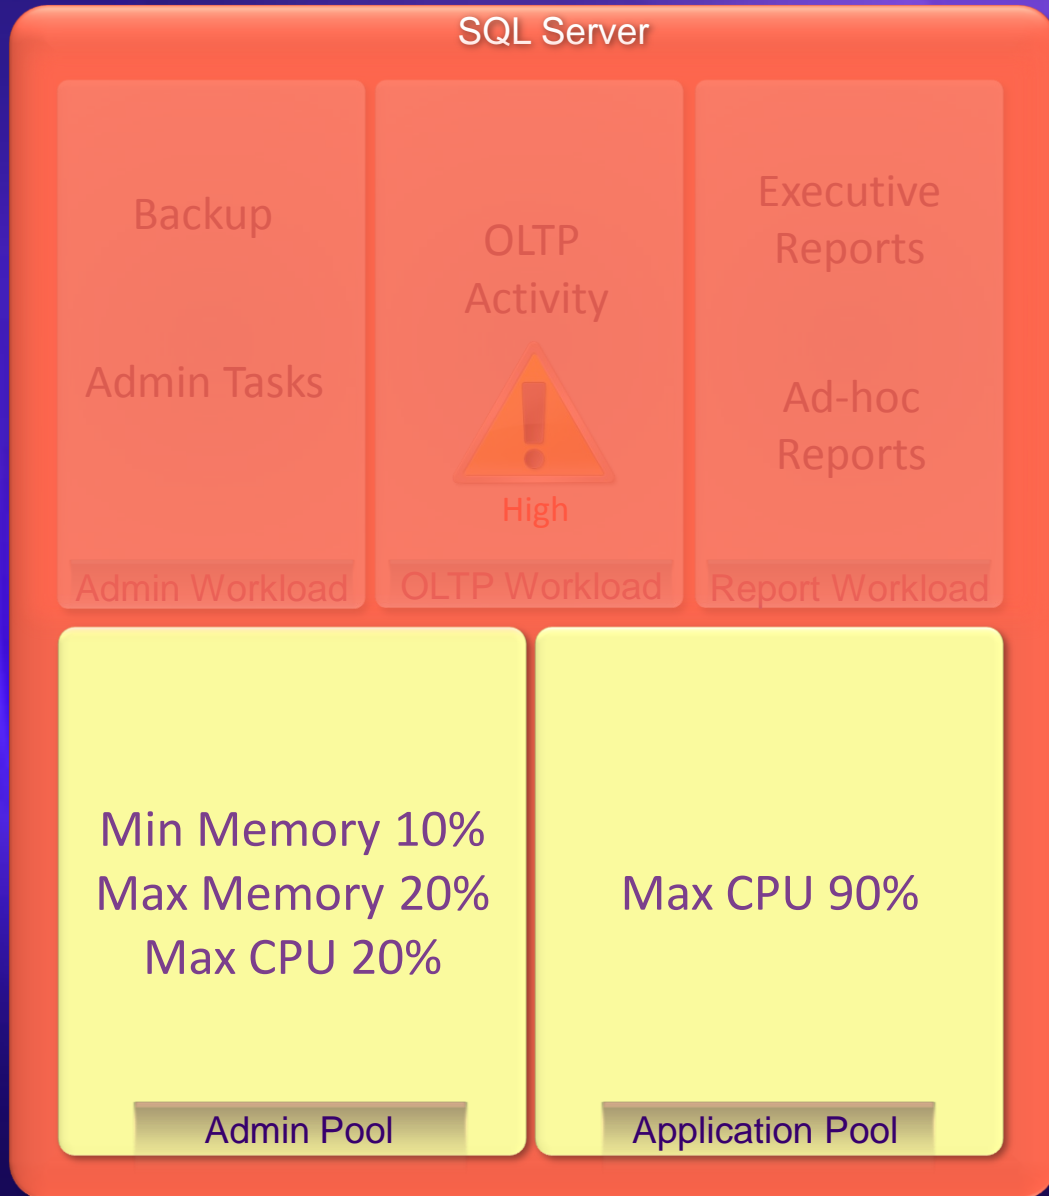 SQL Server
Backup
Admin Tasks
Admin Workload
OLTP
Activity
High
OLTP Workload
Executive
Reports
Ad-hoc
Reports
Report Workload
Min Memory 10%
Max Memory 20%
Max CPU 20%
Admin Pool
Max CPU 90%
Application Pool